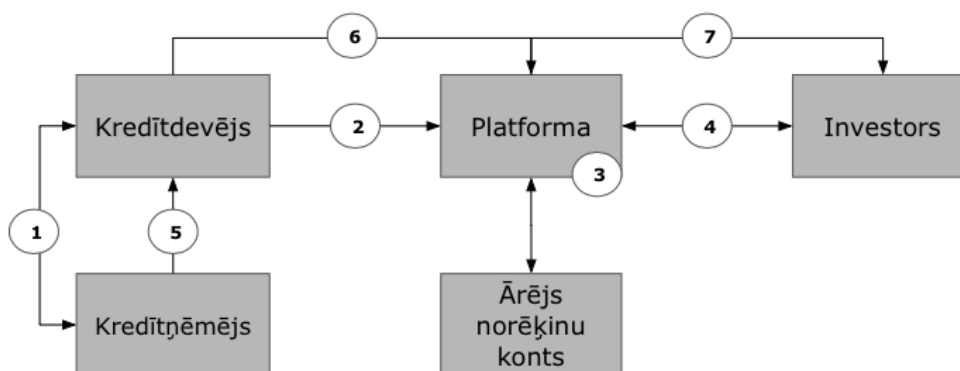 6
7
Kredītdevējs
2
Platforma
4
Investors
3
1
5
Kredītņēmējs
Ārējs
norēķinu
konts